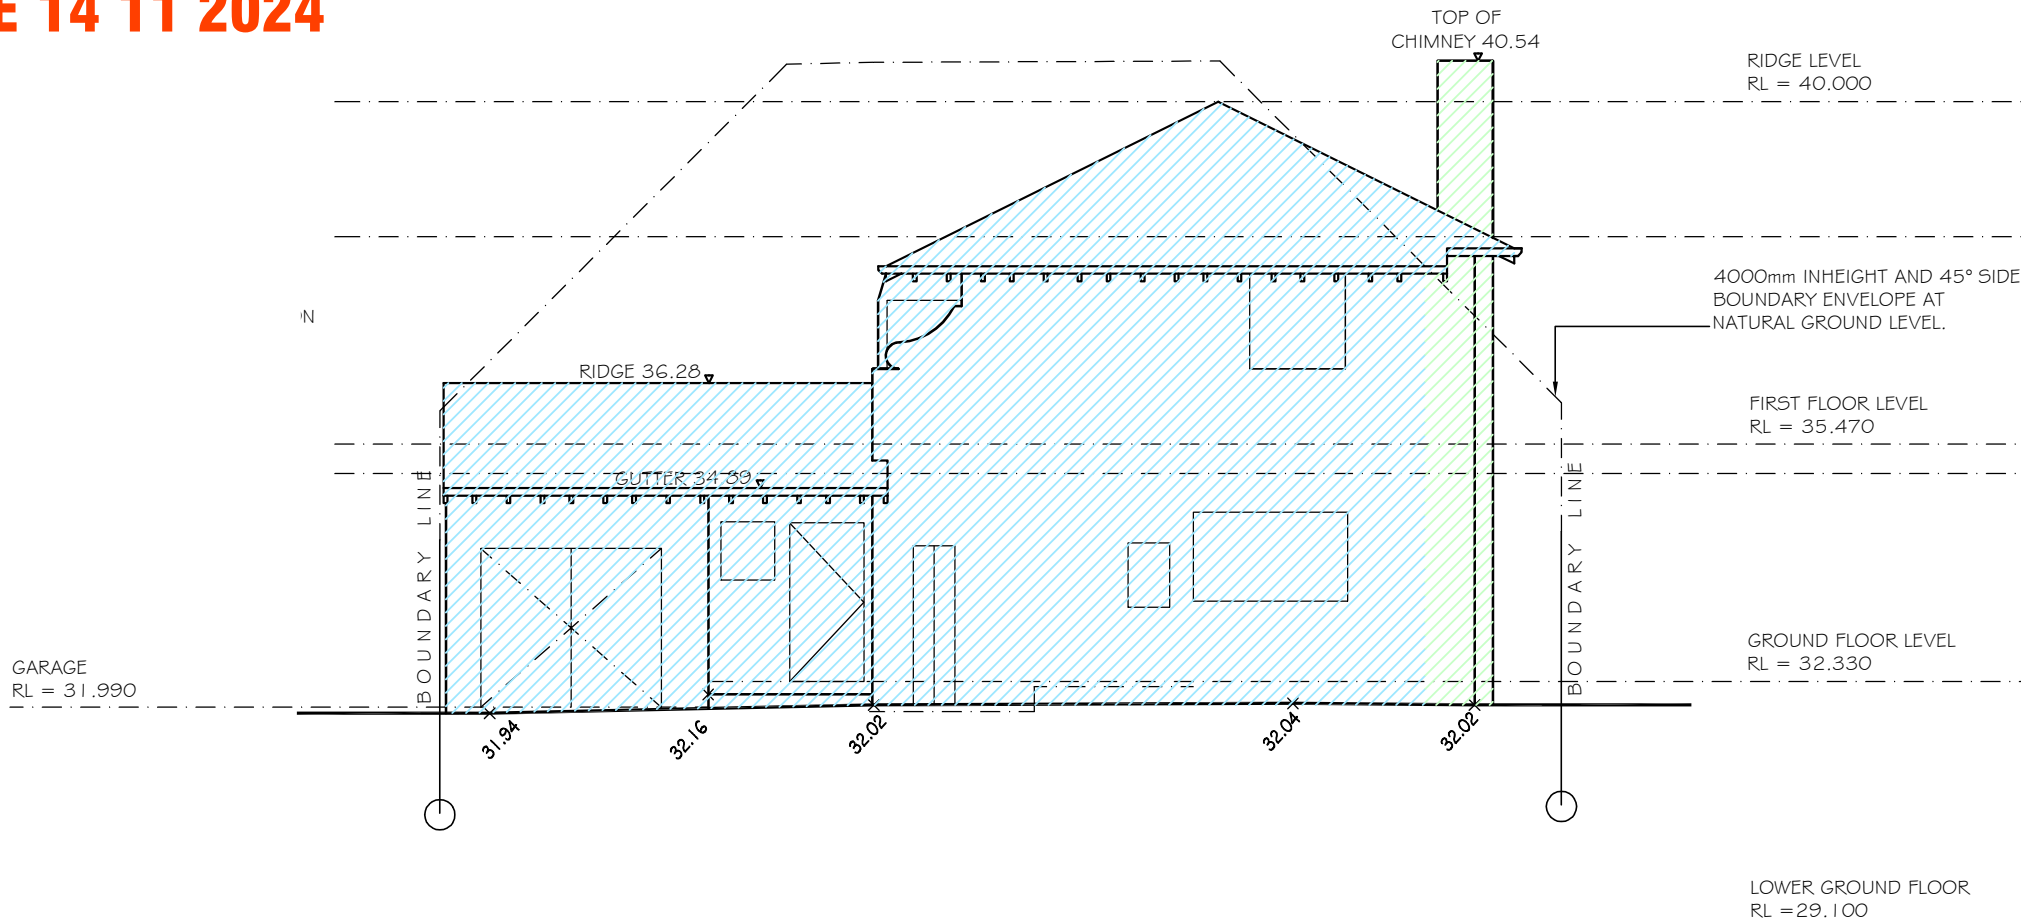 E 14 11 2024
TOP OF
CHIMNEY 40.54
RIDGE LEVEL
RL = 40.000
4000mm INHEIGHT AND 45° SIDE
BOUNDARY ENVELOPE AT
NATURAL GROUND LEVEL.
RIDGE 36.28
FIRST FLOOR LEVEL
RL = 35.470
GUTTER 34.89
BOUNDARY LINE
BOUNDARY LINE
GROUND FLOOR LEVEL
RL = 32.330
GARAGE
RL = 31.990
31.94
32.16
32.02
32.04
32.02
LOWER GROUND FLOOR
RL =29.100